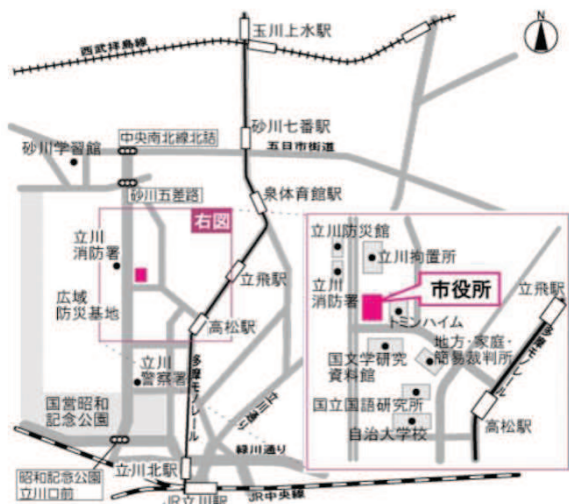 玉川上水駅
N
西武拝島線
砂川七番駅
中央南北線北詰
五日市街道
砂川学習館
砂川五差路
泉体育館駅
右図
立川
消防署
立飛駅
広域
防災基地
高松駅
立川
警察署
多摩モノレール
立川通り
国営昭和
記念公園
緑川通り
昭和記念公園
立川口前
立川北駅
JR立川駅
JR中央線
立川防災館
立川拘置所
立川
消防署
市役所
立飛駅
トミンハイム
地方・家庭・
簡易裁判所
多摩モノレール
国文学研究
資料館
国立国語研究所
高松駅
自治大学校